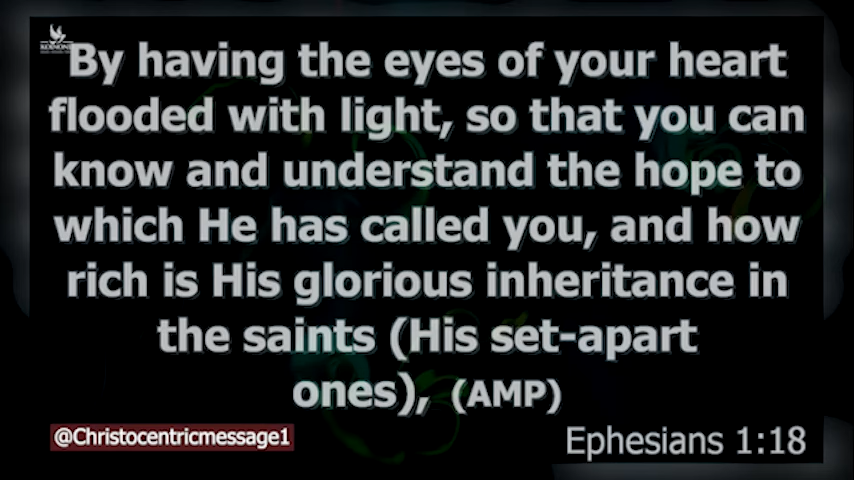 KOINONIA
By having the eyes of your heart
flooded with light, so that you can
know and understand the hope to
which He has called you, and how
rich is His glorious inheritance in
the saints (His set-apart
ones), (AMP)
@Christocentricmessage1
Ephesians 1:18